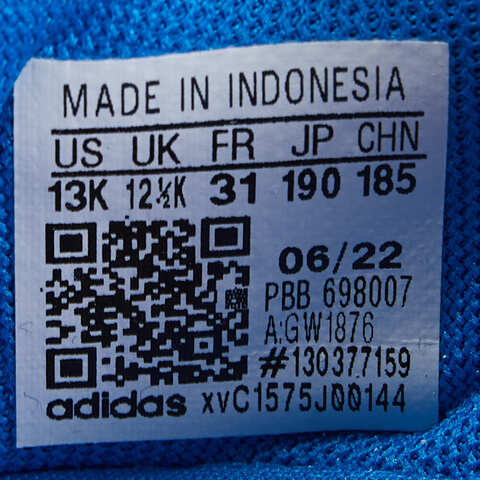 MADE IN INDONESIA
US UK FR JP CHN
13K 12½K 31 190 185
06/22
PBB 698007
A:GW1876
#130377159
adidas XVC1575J00144